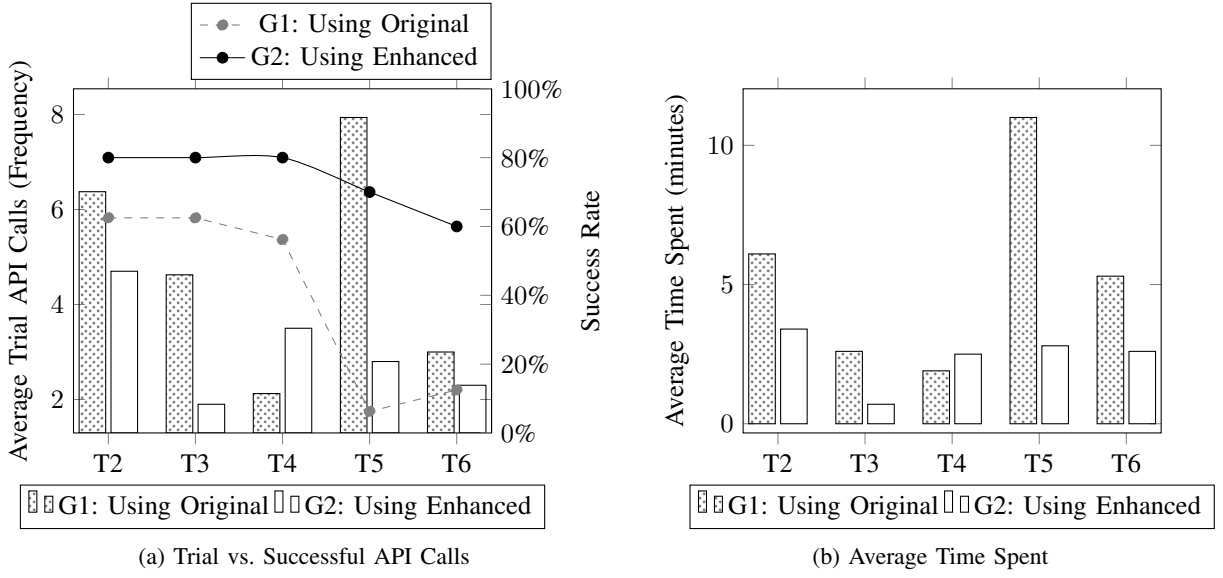 G1: Using Original
G2: Using Enhanced
Average Trial API Calls (Frequency)
8
6
4
2
100%
80%
60%
40%
20%
0%
Success Rate
T2 T3 T4 T5 T6
G1: Using Original G2: Using Enhanced
(a) Trial vs. Successful API Calls
Average Time Spent (minutes)
10
5
0
T2 T3 T4 T5 T6
G1: Using Original G2: Using Enhanced
(b) Average Time Spent